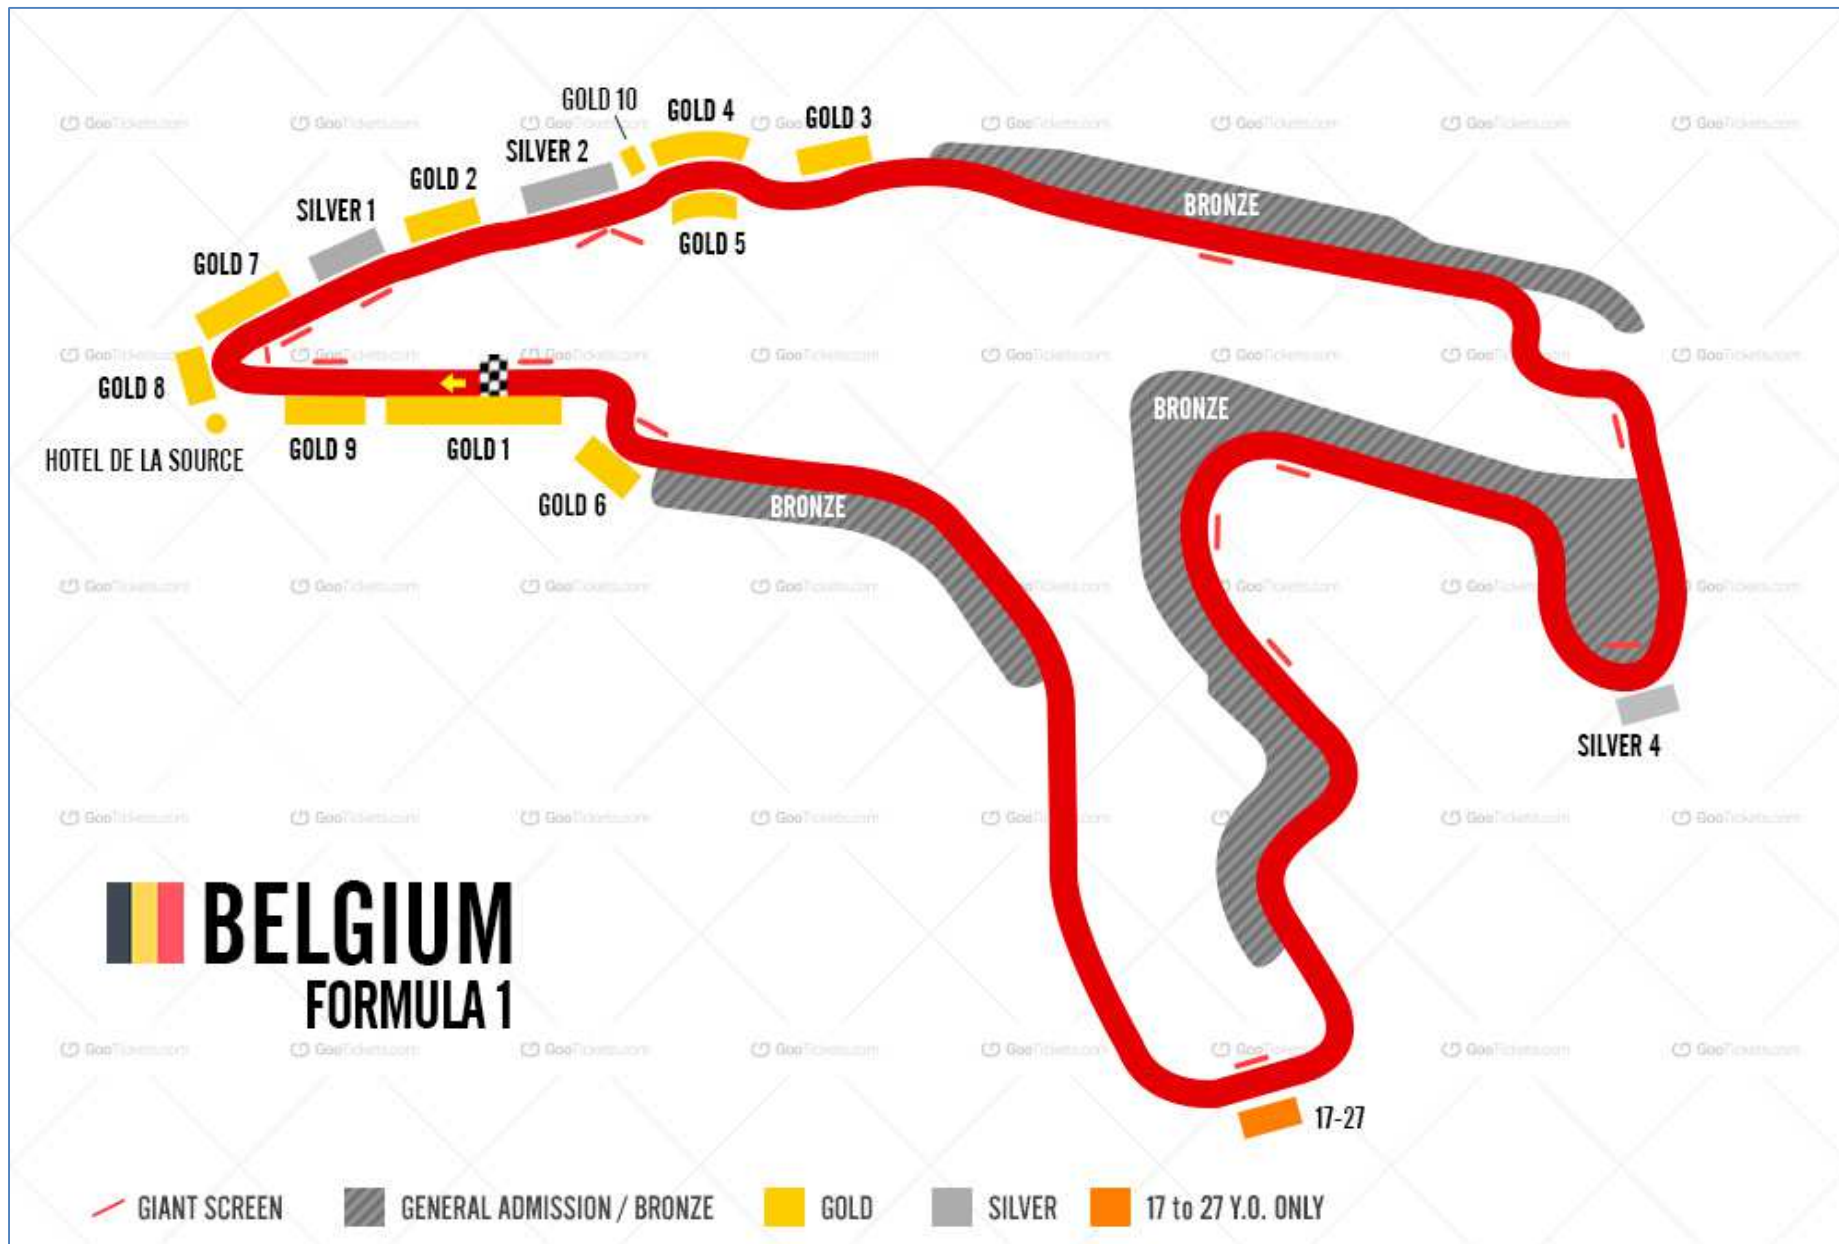 GOLD 10
GOLD 4
GOLD 3
SILVER 2
GOLD 2
SILVER 1
GOLD 5
BRONZE
GOLD 7
GOLD 8
HOTEL DE LA SOURCE
GOLD 9
GOLD 1
GOLD 6
BRONZE
BRONZE
SILVER 4
BELGIUM
FORMULA 1
17-27
GIANT SCREEN
GENERAL ADMISSION / BRONZE
GOLD
SILVER
17 to 27 Y.O. ONLY
GooTickets.com